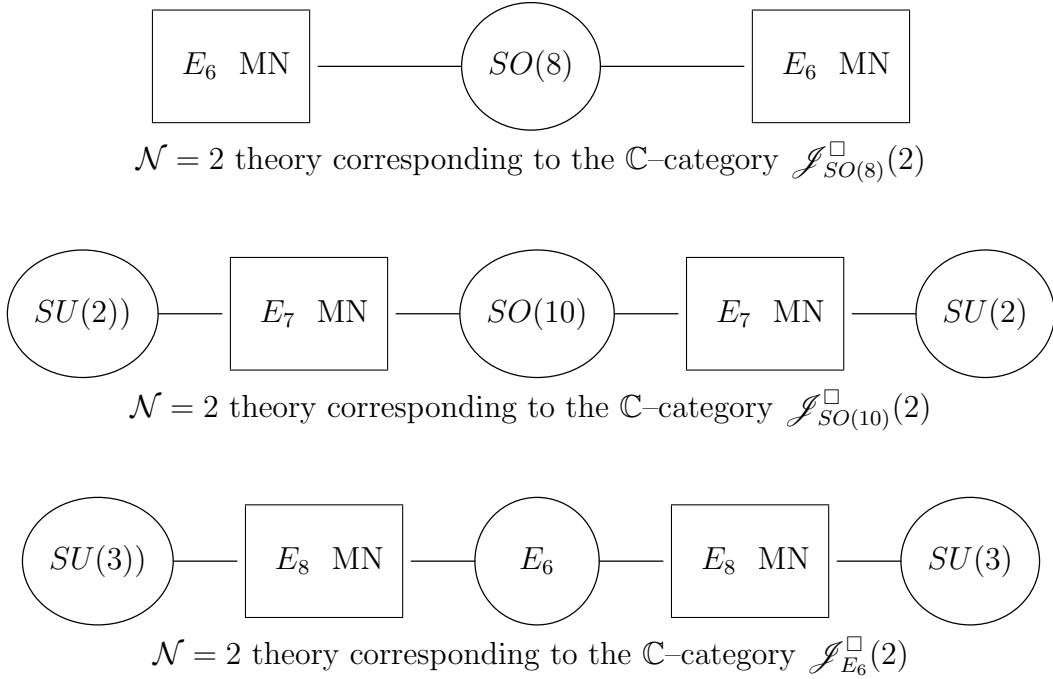 E₆ MN SO(8) E₆ MN
𝒩 = 2 theory corresponding to the ℂ–category 𝒥^□_{SO(8)}(2)
SU(2)) E₇ MN SO(10) E₇ MN SU(2)
𝒩 = 2 theory corresponding to the ℂ–category 𝒥^□_{SO(10)}(2)
SU(3)) E₈ MN E₆ E₈ MN SU(3)
𝒩 = 2 theory corresponding to the ℂ–category 𝒥^□_{E₆}(2)